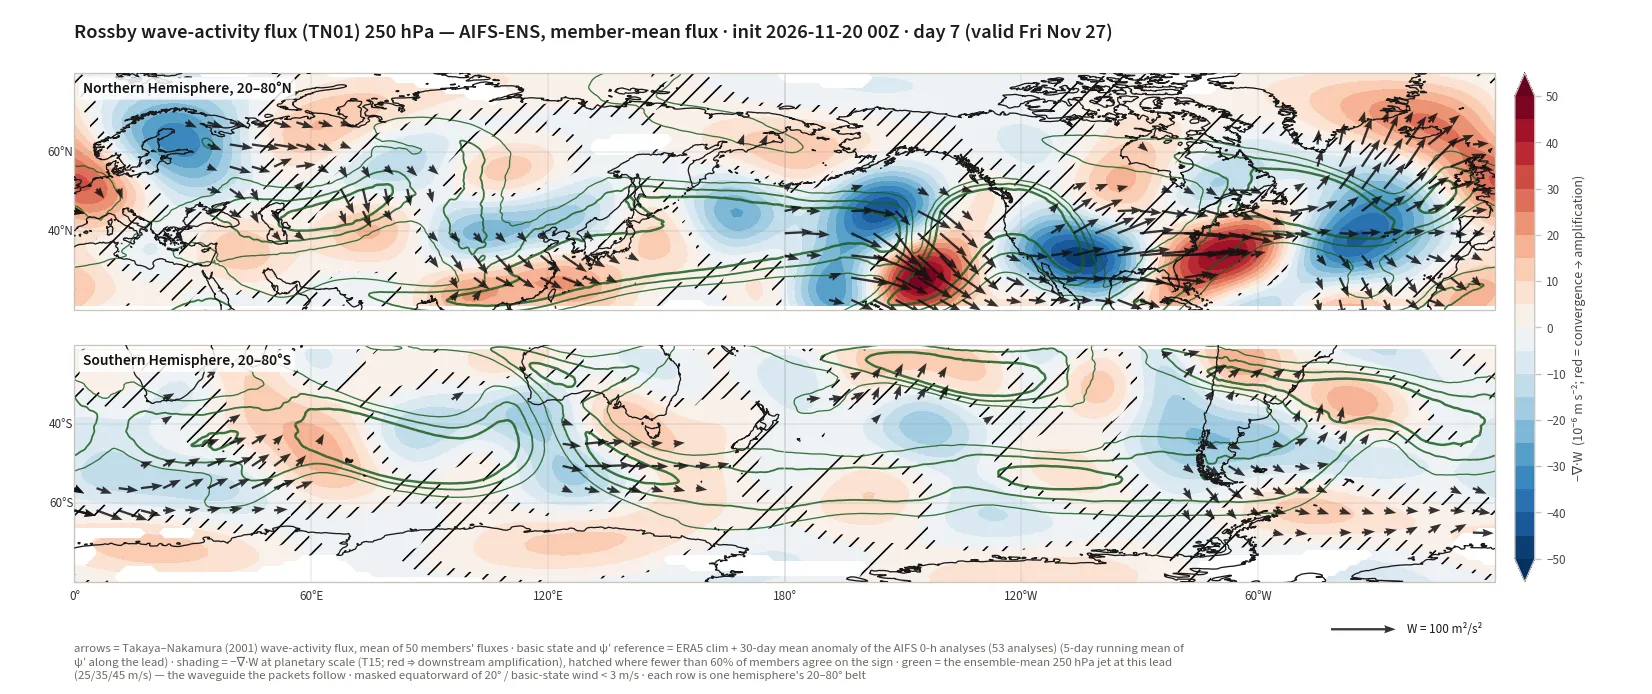 Rossby wave-activity flux (TN01) 250 hPa — AIFS-ENS, member-mean flux · init 2026-11-20 00Z · day 7 (valid Fri Nov 27)
Northern Hemisphere, 20–80°N
60°N
40°N
Southern Hemisphere, 20–80°S
40°S
60°S
0°
60°E
120°E
180°
120°W
60°W
50
40
30
20
10
0
−10
−20
−30
−40
−50
−∇·W (10⁻⁶ m s⁻²; red = convergence → amplification)
W = 100 m²/s²
arrows = Takaya–Nakamura (2001) wave-activity flux, mean of 50 members' fluxes · basic state and ψ' reference = ERA5 clim + 30-day mean anomaly of the AIFS 0-h analyses (53 analyses) (5-day running mean of
ψ' along the lead) · shading = −∇·W at planetary scale (T15; red ⇒ downstream amplification), hatched where fewer than 60% of members agree on the sign · green = the ensemble-mean 250 hPa jet at this lead
(25/35/45 m/s) — the waveguide the packets follow · masked equatorward of 20° / basic-state wind < 3 m/s · each row is one hemisphere's 20–80° belt